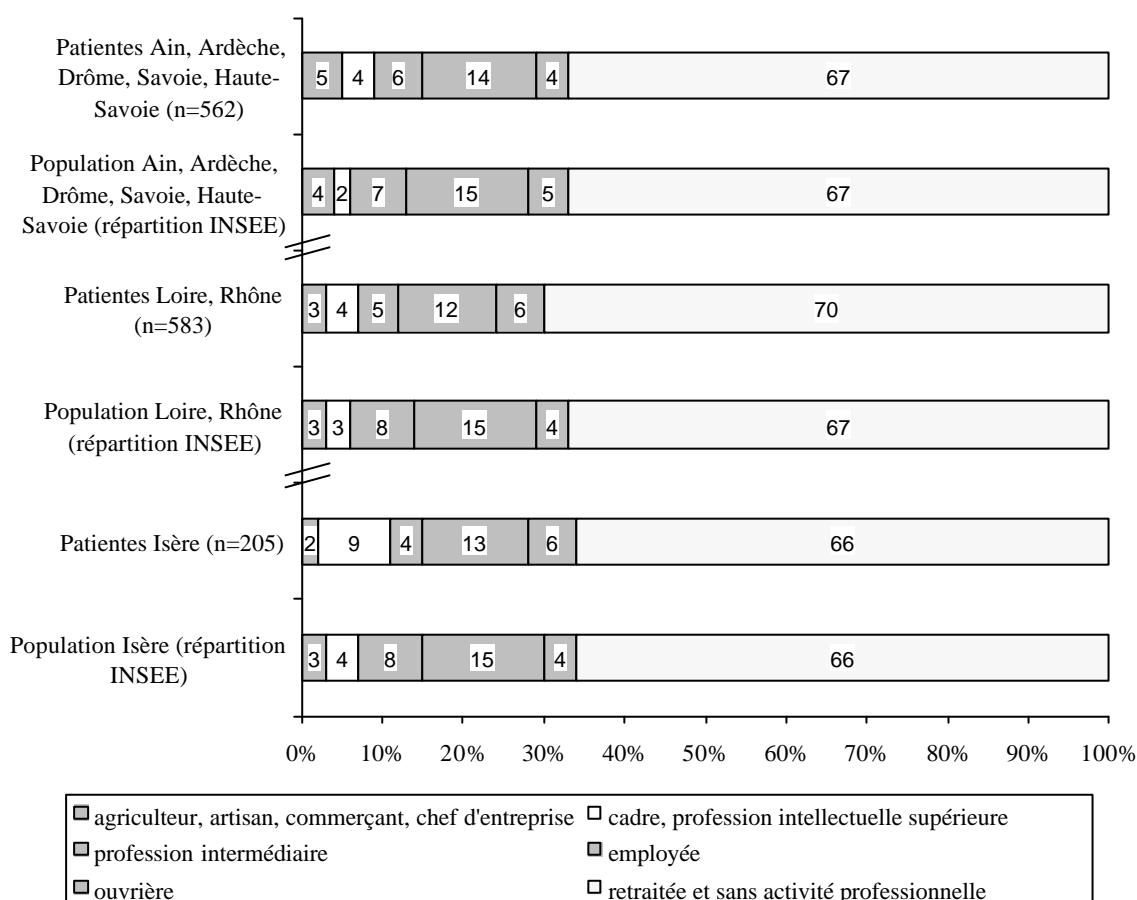 Patientes Ain, Ardèche,
Drôme, Savoie, Haute-
Savoie (n=562)
5 4 6 14 4 67
Population Ain, Ardèche,
Drôme, Savoie, Haute-
Savoie (répartition INSEE)
4 2 7 15 5 67
Patientes Loire, Rhône
(n=583)
3 4 5 12 6 70
Population Loire, Rhône
(répartition INSEE)
3 3 8 15 4 67
Patientes Isère (n=205)
2 9 4 13 6 66
Population Isère (répartition
INSEE)
3 4 8 15 4 66
0% 10% 20% 30% 40% 50% 60% 70% 80% 90% 100%
agriculteur, artisan, commerçant, chef d'entreprise cadre, profession intellectuelle supérieure
profession intermédiaire employée
ouvrière retraitée et sans activité professionnelle